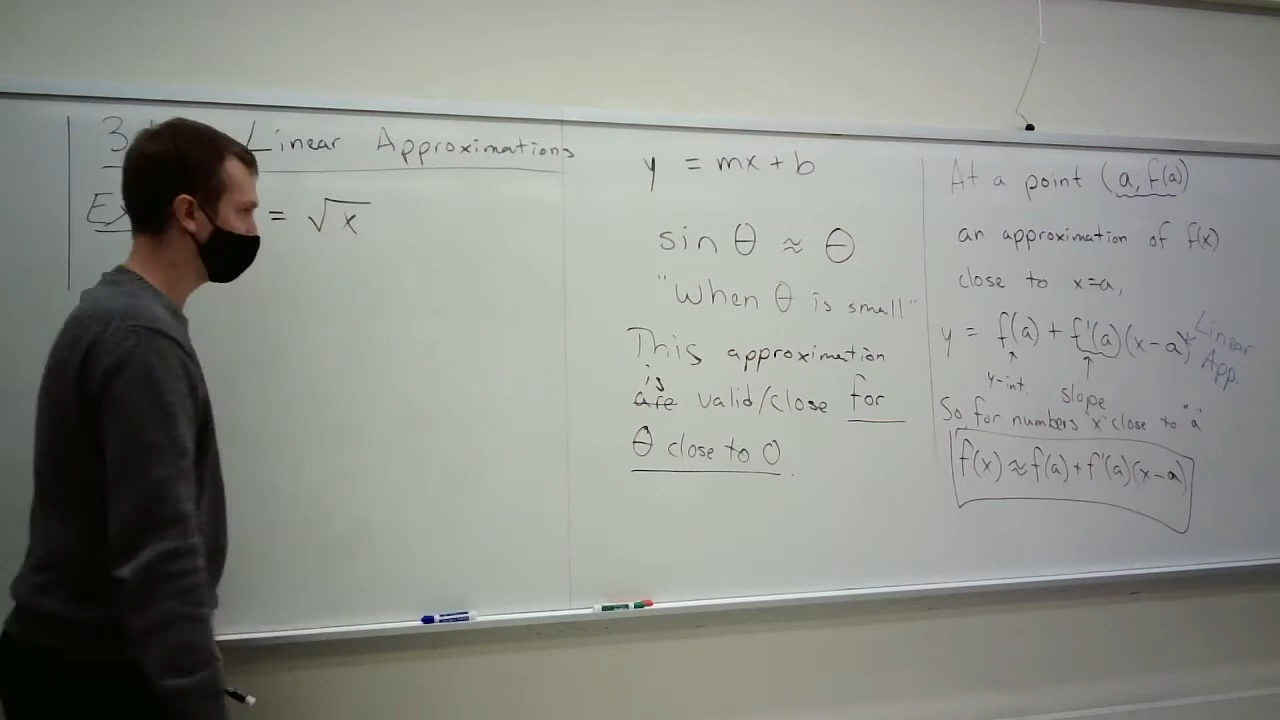 3 Linear Approximations
Ex = √x
y = mx + b
sin θ ≈ θ
"When θ is small"
This approximation
is
are valid/close for
θ close to 0.
At a point (a, f(a))
an approximation of f(x)
close to x=a,
y = f(a) + f'(a)(x-a) Linear
App.
y-int. slope
So for numbers "x" close to "a"
f(x) ≈ f(a) + f'(a)(x-a)